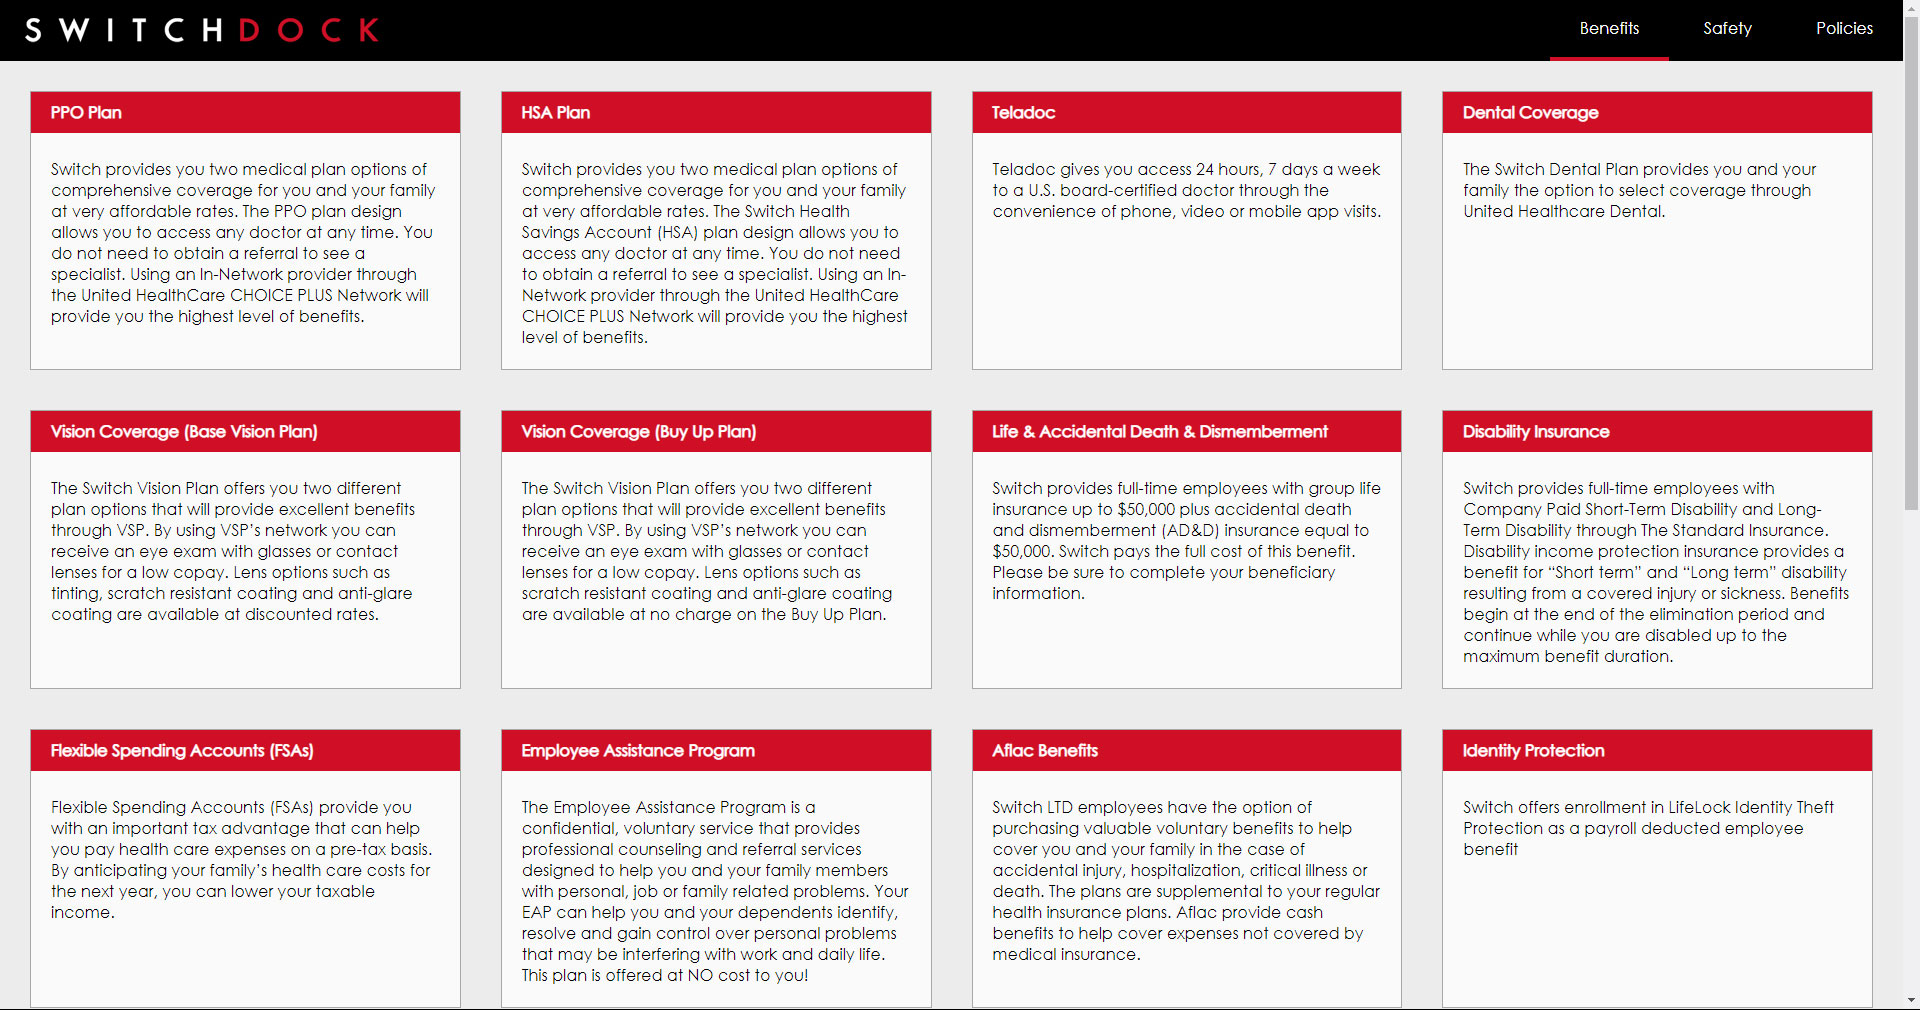 SWITCHDOCK
Benefits
Safety
Policies
PPO Plan
Switch provides you two medical plan options of
comprehensive coverage for you and your family
at very affordable rates. The PPO plan design
allows you to access any doctor at any time. You
do not need to obtain a referral to see a
specialist. Using an In-Network provider through
the United HealthCare CHOICE PLUS Network will
provide you the highest level of benefits.
HSA Plan
Switch provides you two medical plan options of
comprehensive coverage for you and your family
at very affordable rates. The Switch Health
Savings Account (HSA) plan design allows you to
access any doctor at any time. You do not need
to obtain a referral to see a specialist. Using an In-
Network provider through the United HealthCare
CHOICE PLUS Network will provide you the highest
level of benefits.
Teladoc
Teladoc gives you access 24 hours, 7 days a week
to a U.S. board-certified doctor through the
convenience of phone, video or mobile app visits.
Dental Coverage
The Switch Dental Plan provides you and your
family the option to select coverage through
United Healthcare Dental.
Vision Coverage (Base Vision Plan)
The Switch Vision Plan offers you two different
plan options that will provide excellent benefits
through VSP. By using VSP’s network you can
receive an eye exam with glasses or contact
lenses for a low copay. Lens options such as
tinting, scratch resistant coating and anti-glare
coating are available at discounted rates.
Vision Coverage (Buy Up Plan)
The Switch Vision Plan offers you two different
plan options that will provide excellent benefits
through VSP. By using VSP’s network you can
receive an eye exam with glasses or contact
lenses for a low copay. Lens options such as
scratch resistant coating and anti-glare coating
are available at no charge on the Buy Up Plan.
Life & Accidental Death & Dismemberment
Switch provides full-time employees with group life
insurance up to $50,000 plus accidental death
and dismemberment (AD&D) insurance equal to
$50,000. Switch pays the full cost of this benefit.
Please be sure to complete your beneficiary
information.
Disability Insurance
Switch provides full-time employees with
Company Paid Short-Term Disability and Long-
Term Disability through The Standard Insurance.
Disability income protection insurance provides a
benefit for “Short term” and “Long term” disability
resulting from a covered injury or sickness. Benefits
begin at the end of the elimination period and
continue while you are disabled up to the
maximum benefit duration.
Flexible Spending Accounts (FSAs)
Flexible Spending Accounts (FSAs) provide you
with an important tax advantage that can help
you pay health care expenses on a pre-tax basis.
By anticipating your family’s health care costs for
the next year, you can lower your taxable
income.
Employee Assistance Program
The Employee Assistance Program is a
confidential, voluntary service that provides
professional counseling and referral services
designed to help you and your family members
with personal, job or family related problems. Your
EAP can help you and your dependents identify,
resolve and gain control over personal problems
that may be interfering with work and daily life.
This plan is offered at NO cost to you!
Aflac Benefits
Switch LTD employees have the option of
purchasing valuable voluntary benefits to help
cover you and your family in the case of
accidental injury, hospitalization, critical illness or
death. The plans are supplemental to your regular
health insurance plans. Aflac provide cash
benefits to help cover expenses not covered by
medical insurance.
Identity Protection
Switch offers enrollment in LifeLock Identity Theft
Protection as a payroll deducted employee
benefit